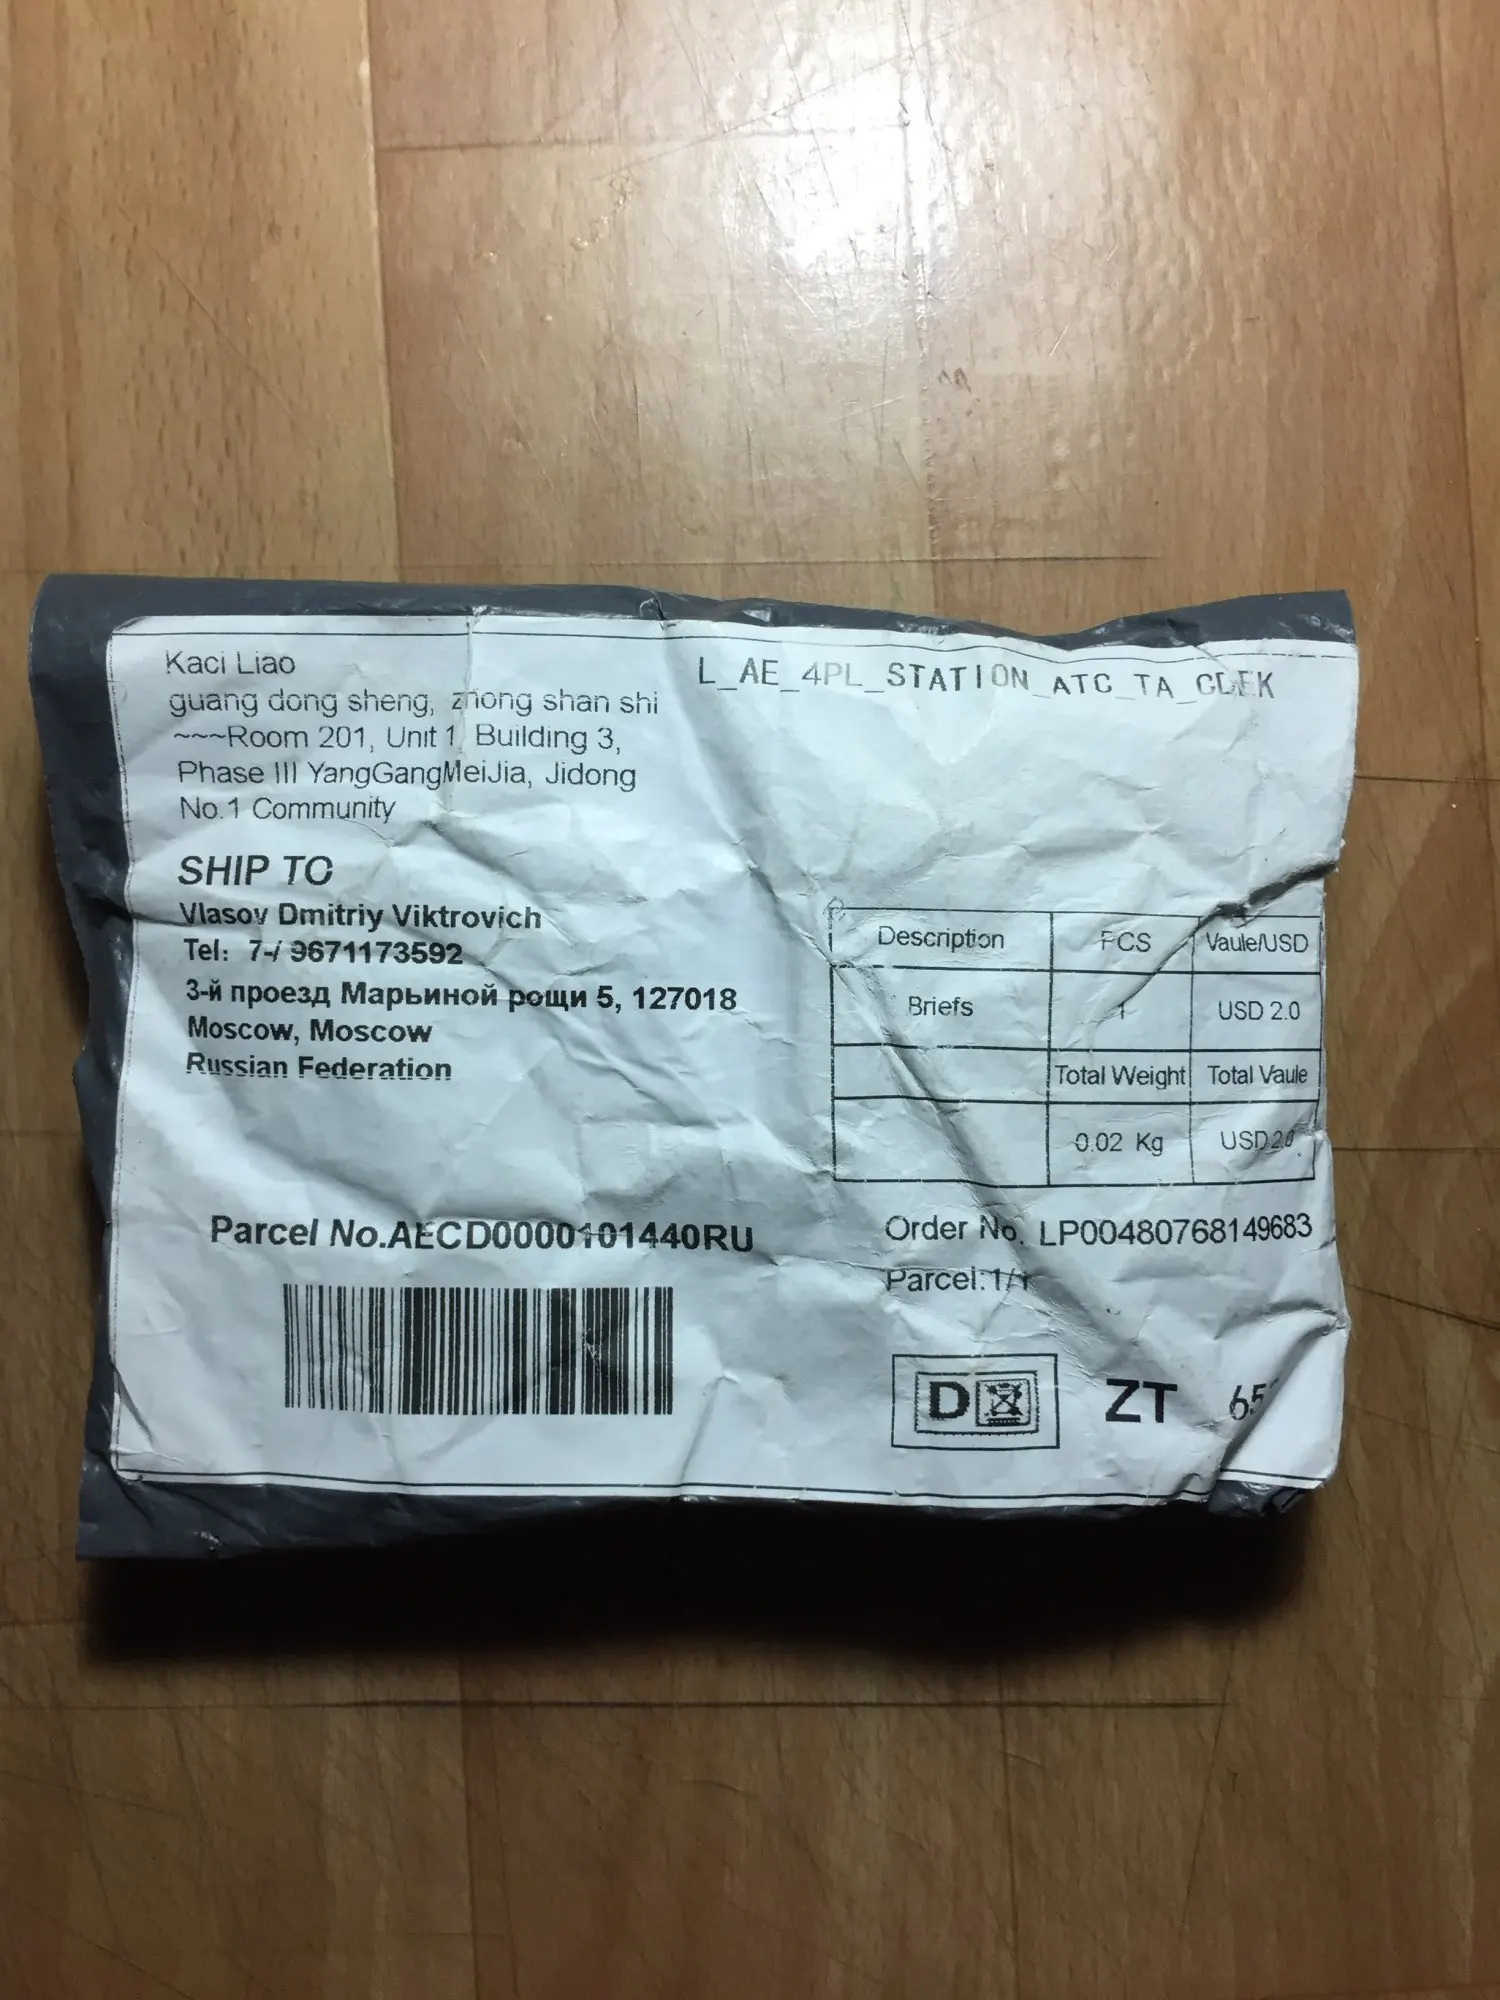 Kaci Liao
guang dong sheng, zhong shan shi
~~~Room 201, Unit 1, Building 3,
Phase III YangGangMeiJia, Jidong
No.1 Community
L_AE_4PL_STATION_ATC_TA_CDEK
SHIP TO
Vlasov Dmitriy Viktrovich
Tel: 7-/ 9671173592
3-й проезд Марьиной рощи 5, 127018
Moscow, Moscow
Russian Federation
Description PCS Vaule/USD
Briefs 1 USD 2.0
Total Weight Total Vaule
0.02 Kg USD2.0
Parcel No.AECD0000101440RU
Order No. LP00480768149683
Parcel:1/1
D ZT